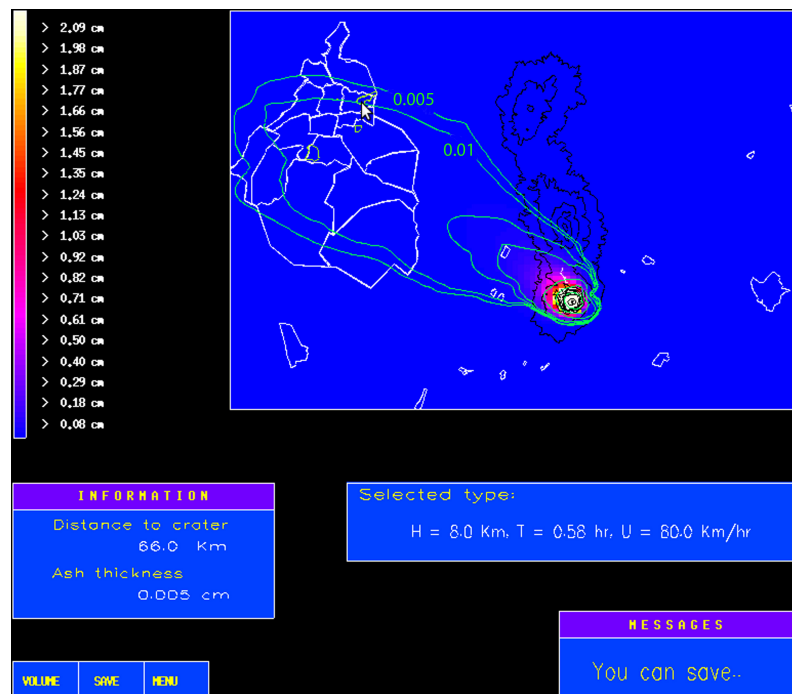 > 2.09 cm
> 1.98 cm
> 1.87 cm
> 1.77 cm
> 1.66 cm
> 1.56 cm
> 1.45 cm
> 1.35 cm
> 1.24 cm
> 1.13 cm
> 1.03 cm
> 0.92 cm
> 0.82 cm
> 0.71 cm
> 0.61 cm
> 0.50 cm
> 0.40 cm
> 0.29 cm
> 0.18 cm
> 0.08 cm
0.005
0.01
INFORMATION
Distance to crater
66.0 Km
Ash thickness
0.005 cm
Selected type:
H = 8.0 Km, T = 0.58 hr, U = 80.0 Km/hr
MESSAGES
You can save..
VOLUME SAVE MENU